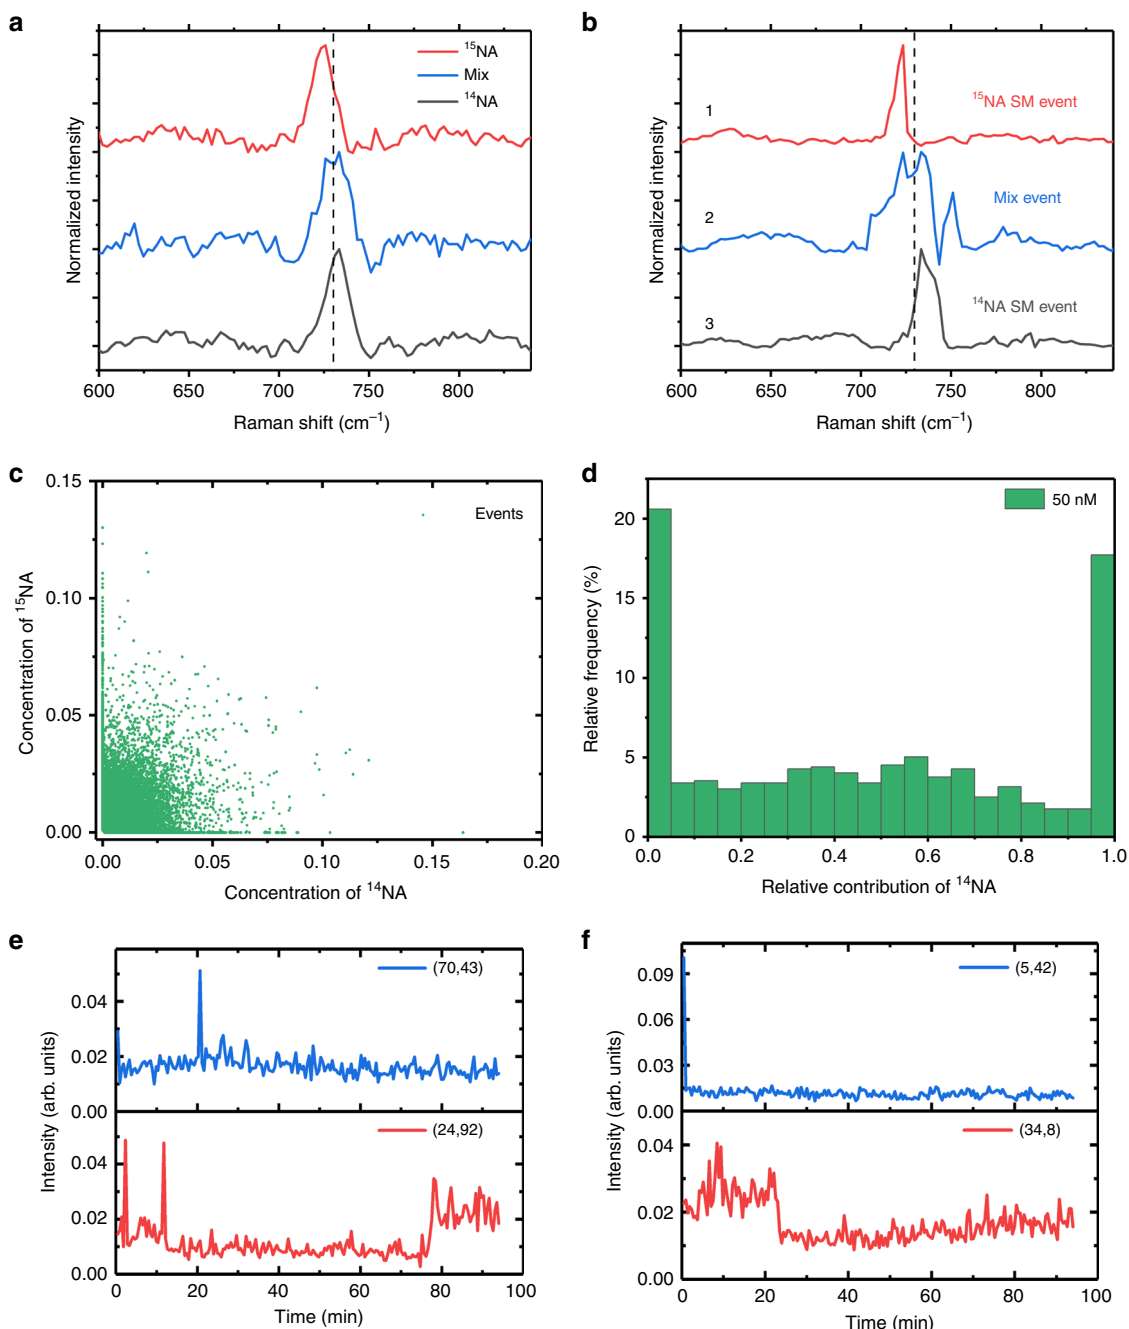 a
¹⁵NA
Mix
¹⁴NA
Normalized intensity
600 650 700 750 800
Raman shift (cm⁻¹)
b
1
¹⁵NA SM event
2
Mix event
3
¹⁴NA SM event
Normalized intensity
600 650 700 750 800
Raman shift (cm⁻¹)
c
0.15
0.10
0.05
0.00
Events
Concentration of ¹⁵NA
0.00 0.05 0.10 0.15 0.20
Concentration of ¹⁴NA
d
20
15
10
5
0
50 nM
Relative frequency (%)
0.0 0.2 0.4 0.6 0.8 1.0
Relative contribution of ¹⁴NA
e
(70,43)
0.04
0.02
0.00
(24,92)
0.04
0.02
0.00
Intensity (arb. units)
0 20 40 60 80 100
Time (min)
f
(5,42)
0.09
0.06
0.03
0.00
(34,8)
0.04
0.02
0.00
Intensity (arb. units)
0 20 40 60 80 100
Time (min)